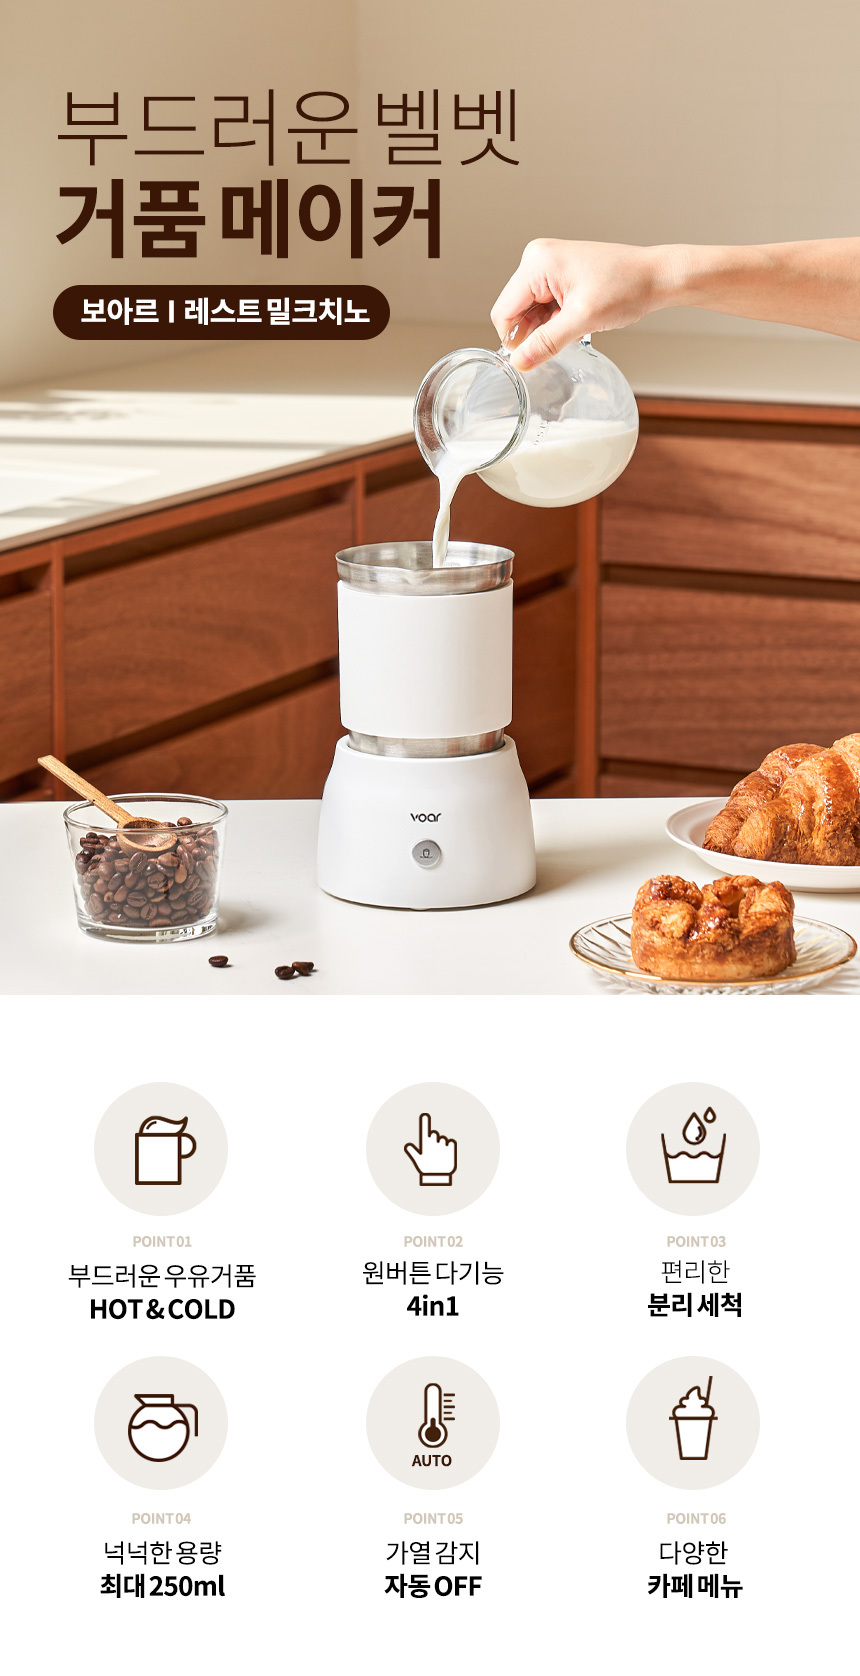 부드러운 벨벳
거품 메이커
보아르 | 레스트 밀크치노
voar
POINT 01
부드러운 우유거품
HOT & COLD
POINT 02
원버튼 다기능
4in1
POINT 03
편리한
분리 세척
POINT 04
넉넉한 용량
최대 250ml
AUTO
POINT 05
가열 감지
자동 OFF
POINT 06
다양한
카페 메뉴